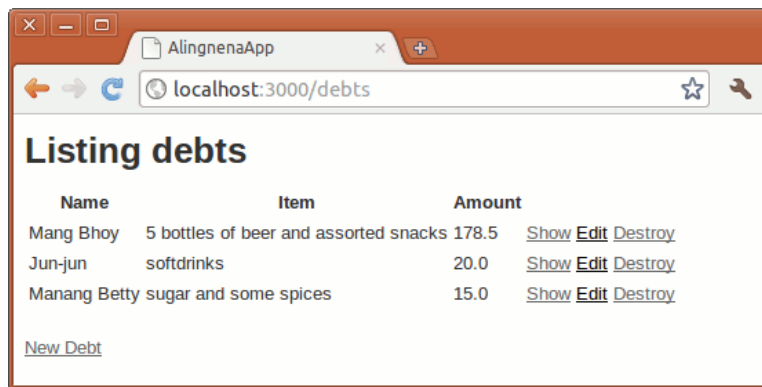 AlingnenaApp
localhost:3000/debts
Listing debts
Name Item Amount
Mang Bhoy 5 bottles of beer and assorted snacks 178.5 Show Edit Destroy
Jun-jun softdrinks 20.0 Show Edit Destroy
Manang Betty sugar and some spices 15.0 Show Edit Destroy
New Debt